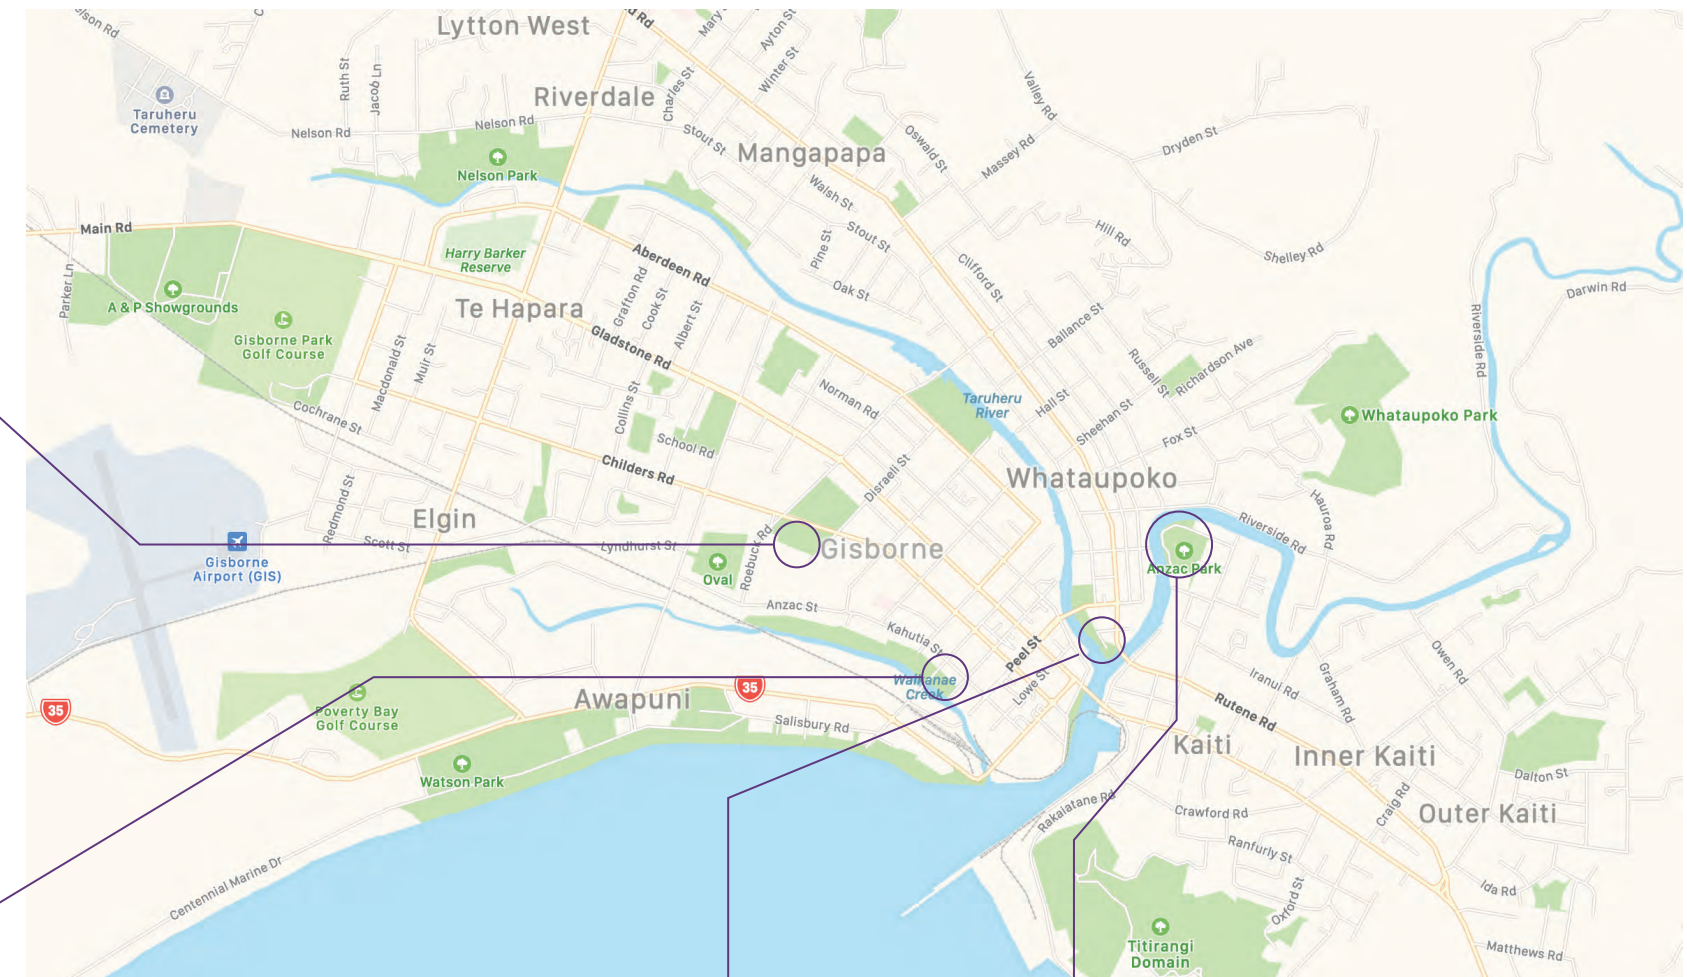 elson Rd
Lytton West
Mary S
Ayton St
Winter St
Charles St
Valley Rd
Taruheru
Cemetery
Ruth St
Jacob Ln
Riverdale
Nelson Rd
Nelson Rd
Stout St
Nelson Park
Mangapapa
Oswald St
Massey Rd
Dryden St
Walsh St
Main Rd
Harry Barker
Reserve
Aberdeen Rd
Pine St
Stout St
Hill Rd
Shelley Rd
Parker Ln
A & P Showgrounds
Te Hapara
Grafton Rd
Cook St
Albert St
Oak St
Clifford St
Darwin Rd
Gisborne Park
Golf Course
Macdonald St
Muir St
Gladstone Rd
Ballance St
Russell St
Richardson Ave
Riverside Rd
Cochrane St
Collins St
Norman Rd
Taruheru
River
Hall St
Sheehan St
Fox St
Whataupoko Park
School Rd
Childers Rd
Disraeli St
Whataupoko
Redmond St
Elgin
Scott St
Gisborne
Airport (GIS)
Lyndhurst St
Oval
Roebuck Rd
Gisborne
Anzac Park
Riverside Rd
Hauroa Rd
Anzac St
Kahutia St
Peel St
Lowe St
Waikanae
Creek
35
35
Poverty Bay
Golf Course
Awapuni
Salisbury Rd
Iranui Rd
Graham Rd
Owen Rd
Rutene Rd
Kaiti
Inner Kaiti
Watson Park
Rakaiatane Rd
Crawford Rd
Craig Rd
Dalton St
Outer Kaiti
Ranfurly St
Centennial Marine Dr
Oxford St
Ida Rd
Titirangi
Domain
Matthews Rd